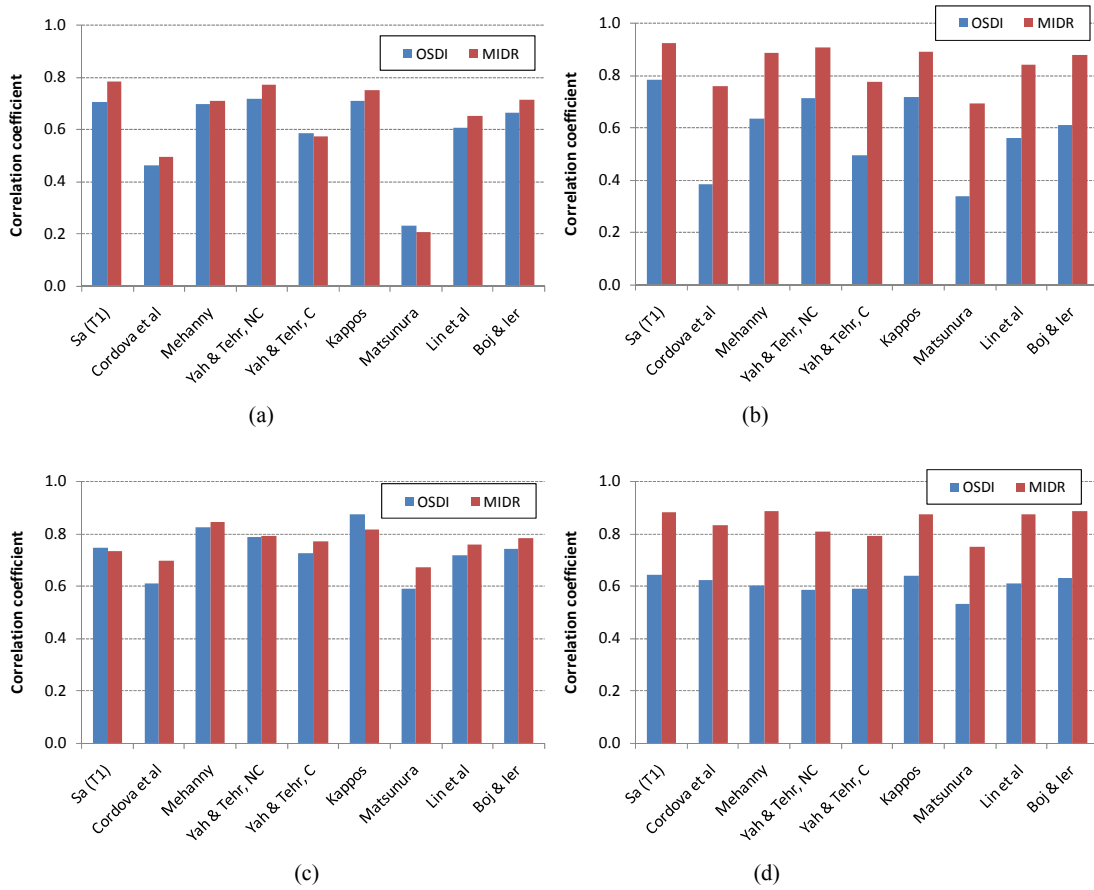 1.0
0.8
0.6
0.4
0.2
0.0
Correlation coefficient
OSDI MIDR
Sa (T1)
Cordova et al
Mehanny
Yah & Tehr, NC
Yah & Tehr, C
Kappos
Matsunura
Lin et al
Boj & Ier
(a)
1.0
0.8
0.6
0.4
0.2
0.0
Correlation coefficient
OSDI MIDR
Sa (T1)
Cordova et al
Mehanny
Yah & Tehr, NC
Yah & Tehr, C
Kappos
Matsunura
Lin et al
Boj & Ier
(b)
1.0
0.8
0.6
0.4
0.2
0.0
Correlation coefficient
OSDI MIDR
Sa (T1)
Cordova et al
Mehanny
Yah & Tehr, NC
Yah & Tehr, C
Kappos
Matsunura
Lin et al
Boj & Ier
(c)
1.0
0.8
0.6
0.4
0.2
0.0
Correlation coefficient
OSDI MIDR
Sa (T1)
Cordova et al
Mehanny
Yah & Tehr, NC
Yah & Tehr, C
Kappos
Matsunura
Lin et al
Boj & Ier
(d)